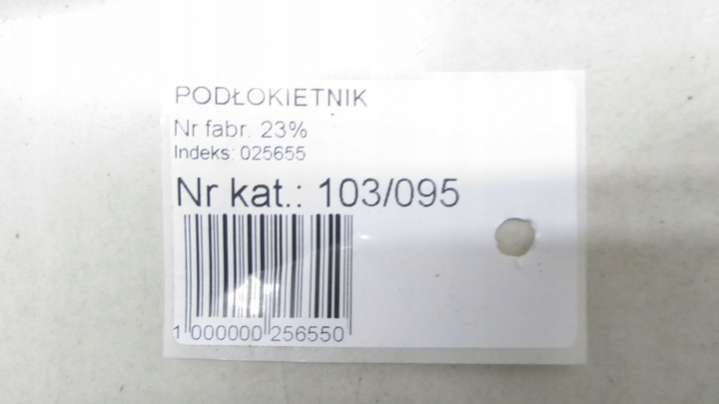 PODŁOKIETNIK
Nr fabr. 23%
Indeks: 025655
Nr kat.: 103/095
1 000000 256550